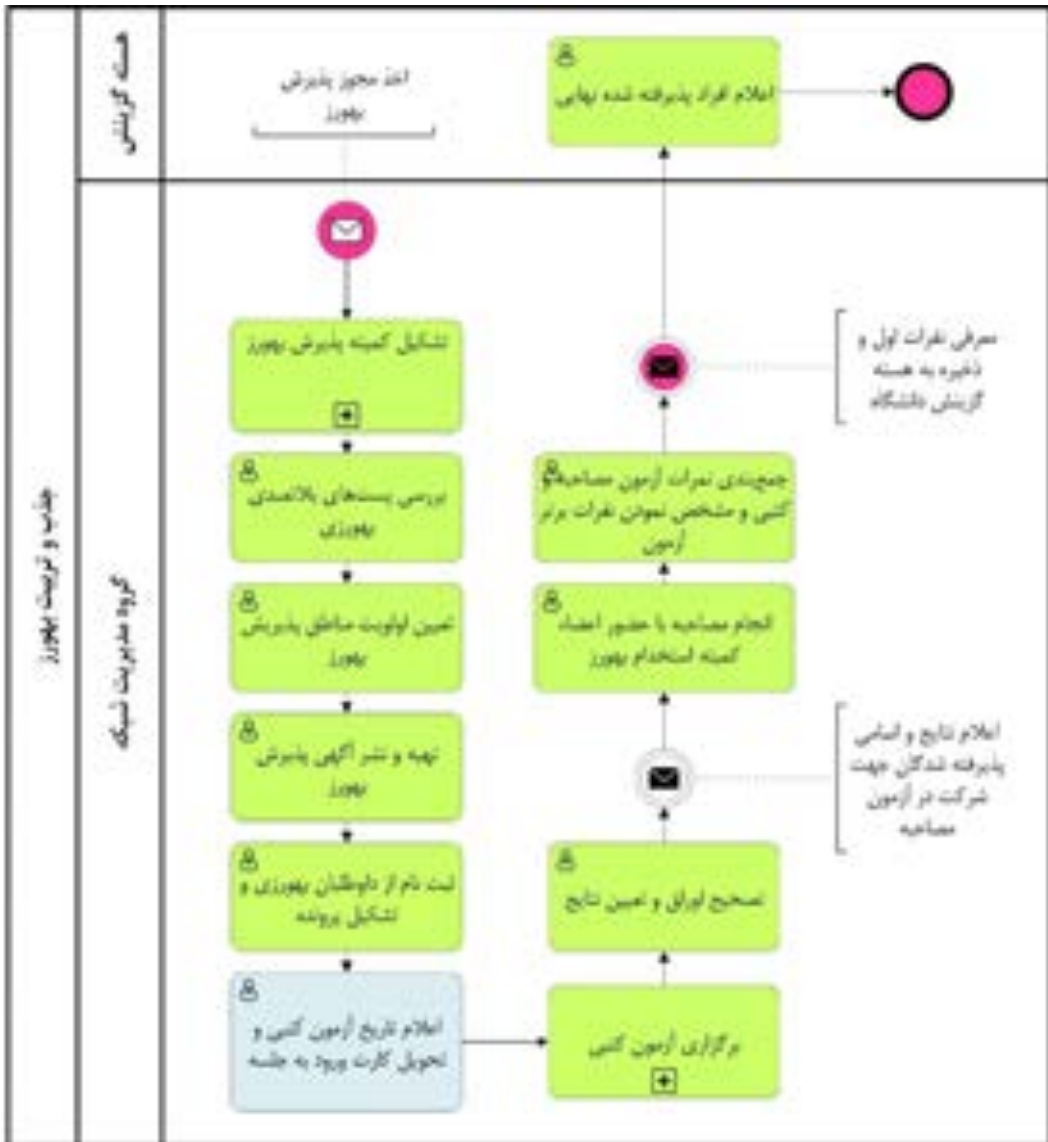 جذب و تربیت بهورز
هسته گزینش
گروه مدیریت شبکه
اخذ مجوز پذیرش
بهورز
تشکیل کمیته پذیرش بهورز
بررسی پست‌های بلاتصدی
بهورزی
تعیین اولویت مناطق پذیرش
بهورز
تهیه و نشر آگهی پذیرش
بهورز
ثبت نام از داوطلبان بهورزی و
تشکیل پرونده
اعلام تاریخ آزمون کتبی و
تحویل کارت ورود به جلسه
برگزاری آزمون کتبی
تصحیح اوراق و تعیین نتایج
اعلام نتایج و اسامی
پذیرفته شدگان جهت
شرکت در آزمون
مصاحبه
انجام مصاحبه با حضور اعضاء
کمیته استخدام بهورز
جمع‌بندی نمرات آزمون مصاحبه و
کتبی و مشخص نمودن نفرات برتر
آزمون
معرفی نفرات اول و
ذخیره به هسته
گزینش دانشگاه
اعلام افراد پذیرفته شده نهایی